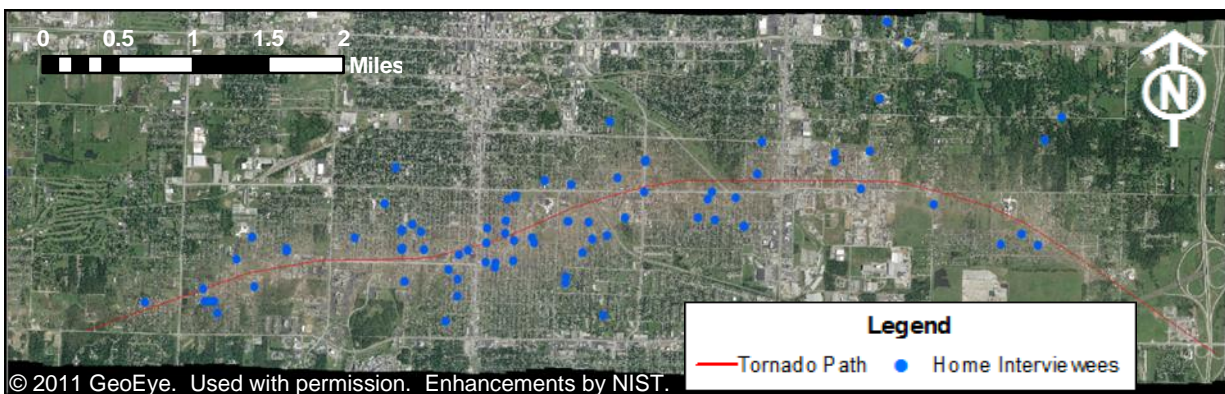 0 0.5 1 1.5 2
Miles
N
Legend
Tornado Path
Home Interviewees
© 2011 GeoEye. Used with permission. Enhancements by NIST.